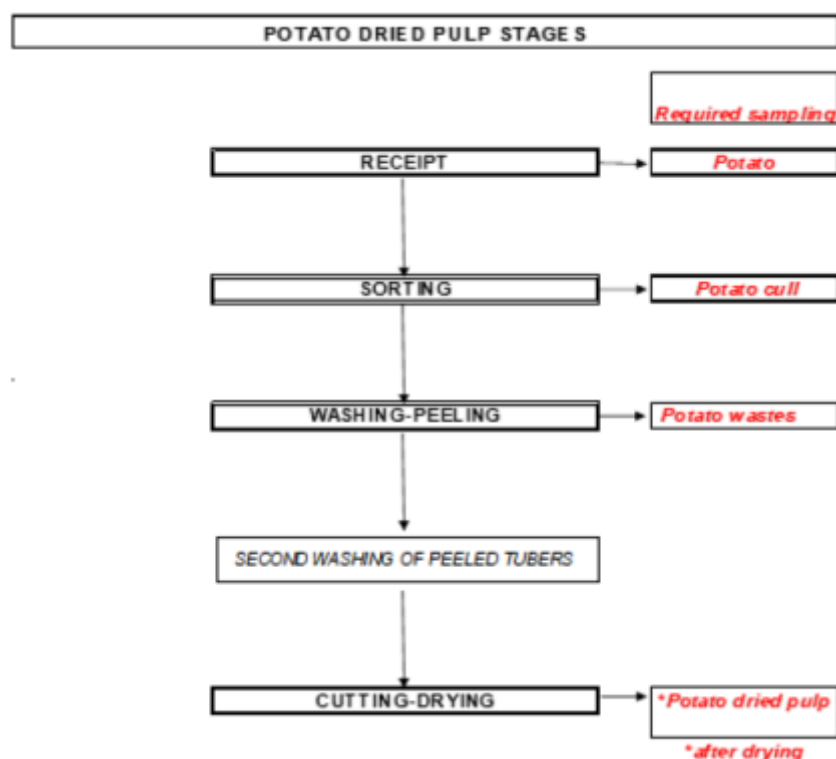 POTATO DRIED PULP STAGES
Required sampling
RECEIPT
Potato
SORTING
Potato cull
WASHING-PEELING
Potato wastes
SECOND WASHING OF PEELED TUBERS
CUTTING-DRYING
*Potato dried pulp
*after drying